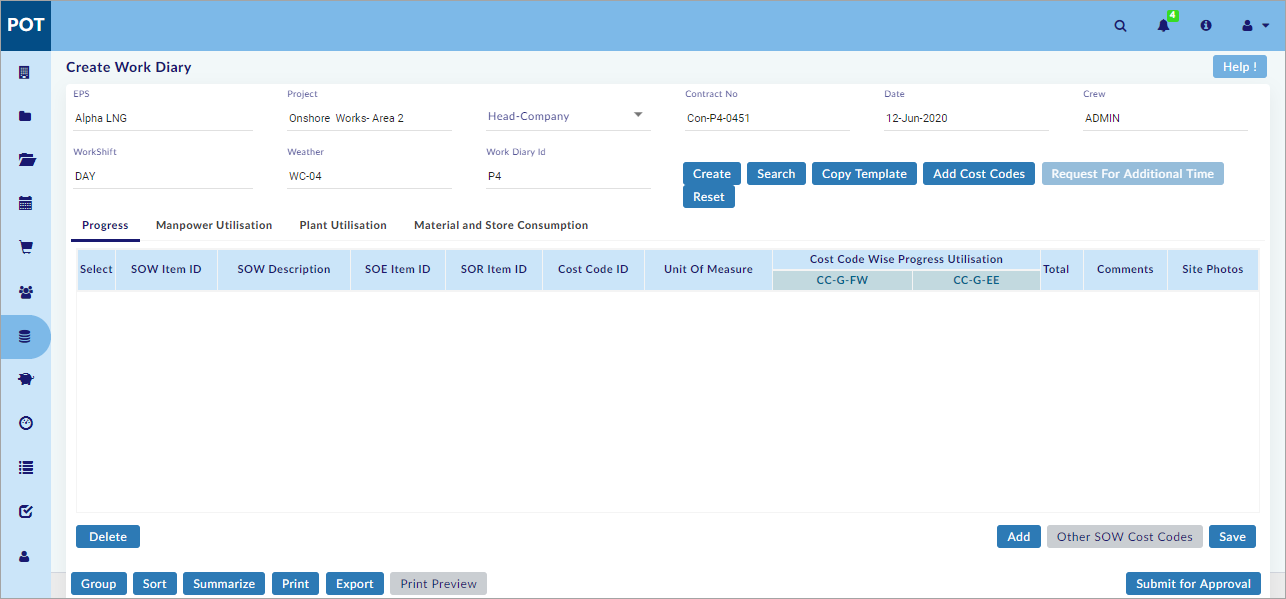 POT
4
Create Work Diary
Help !
EPS
Project
Contract No
Date
Crew
Alpha LNG
Onshore Works- Area 2
Head-Company
Con-P4-0451
12-Jun-2020
ADMIN
WorkShift
Weather
Work Diary Id
DAY
WC-04
P4
Create
Search
Copy Template
Add Cost Codes
Request For Additional Time
Reset
Progress
Manpower Utilisation
Plant Utilisation
Material and Store Consumption
Select
SOW Item ID
SOW Description
SOE Item ID
SOR Item ID
Cost Code ID
Unit Of Measure
Cost Code Wise Progress Utilisation
CC-G-FW
CC-G-EE
Total
Comments
Site Photos
Delete
Add
Other SOW Cost Codes
Save
Group
Sort
Summarize
Print
Export
Print Preview
Submit for Approval